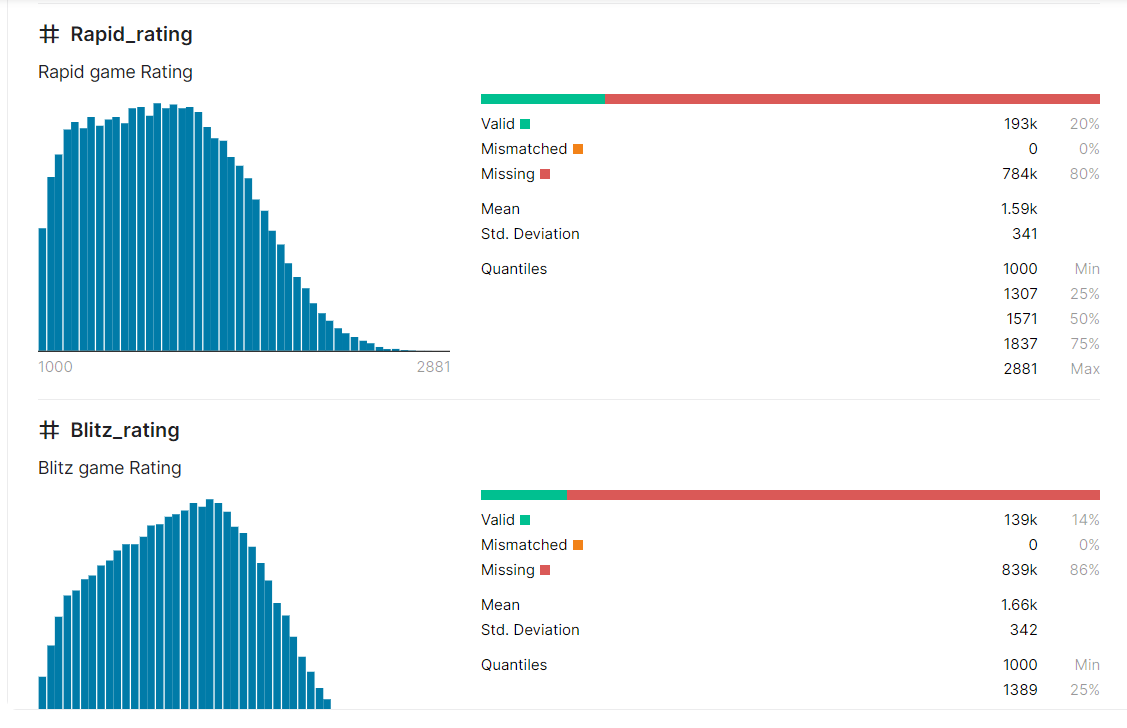 # Rapid_rating
Rapid game Rating
1000 2881
Valid 193k 20%
Mismatched 0 0%
Missing 784k 80%
Mean 1.59k
Std. Deviation 341
Quantiles 1000 Min
1307 25%
1571 50%
1837 75%
2881 Max
# Blitz_rating
Blitz game Rating
Valid 139k 14%
Mismatched 0 0%
Missing 839k 86%
Mean 1.66k
Std. Deviation 342
Quantiles 1000 Min
1389 25%